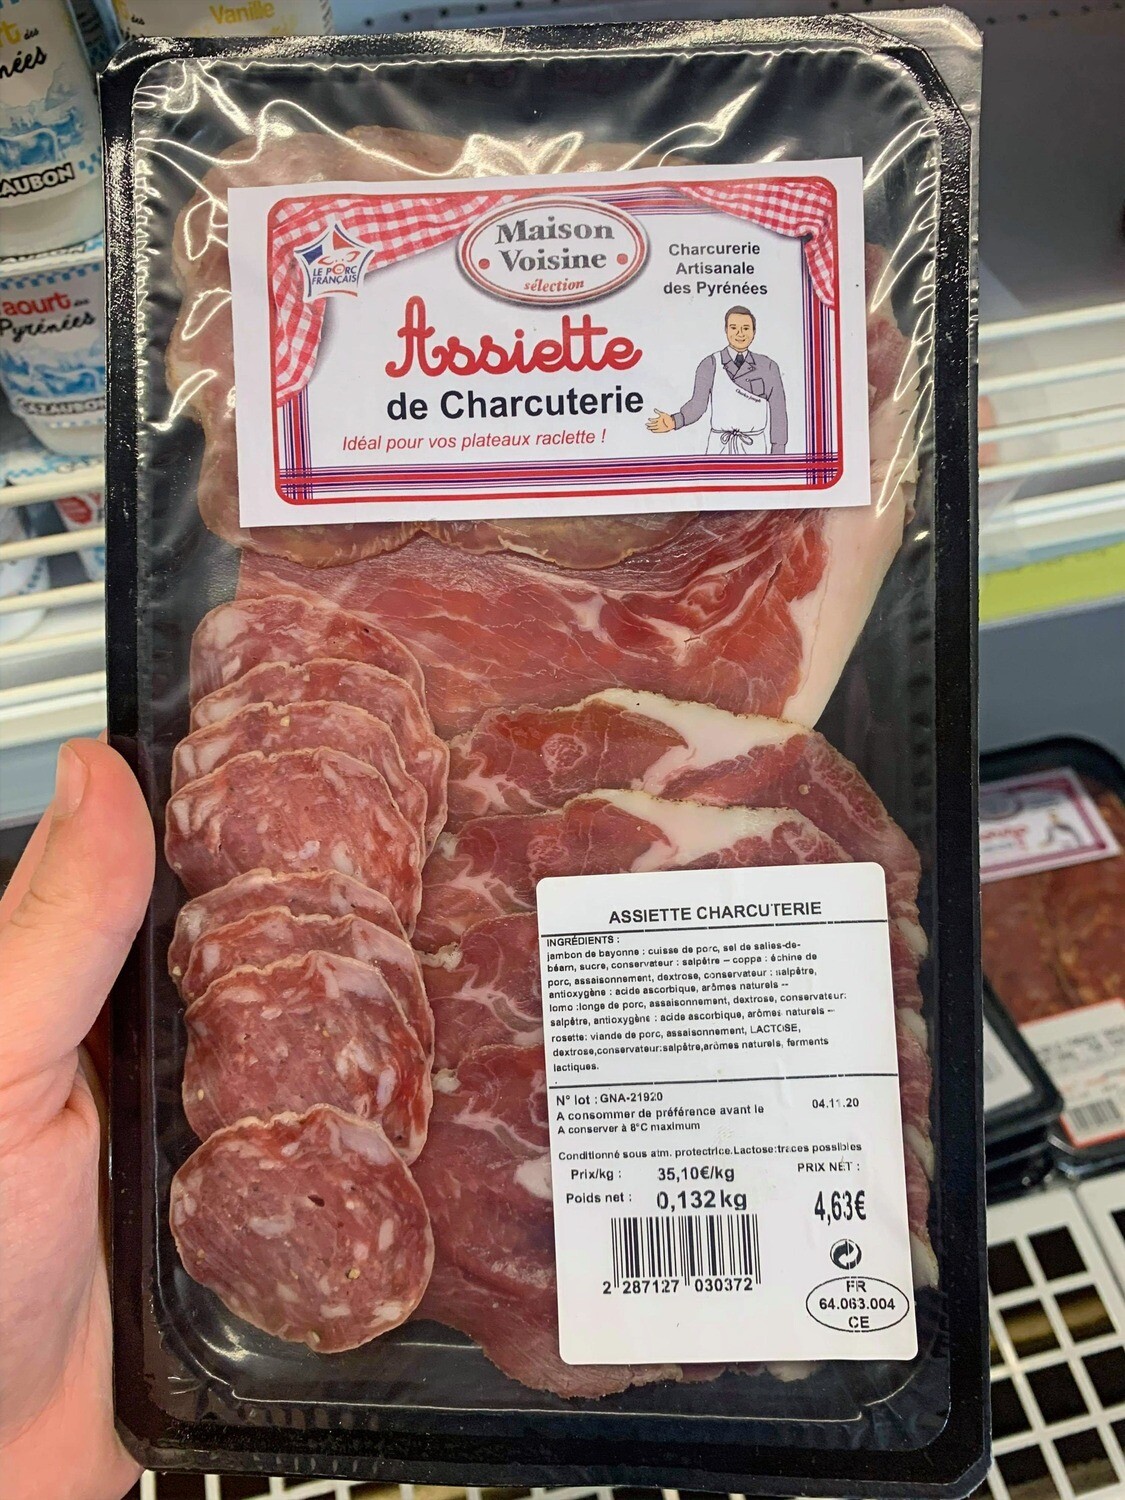 Maison
Voisine
sélection
LE PORC
FRANÇAIS
Charcurerie
Artisanale
des Pyrénées
Assiette
de Charcuterie
Idéal pour vos plateaux raclette !
ASSIETTE CHARCUTERIE
INGRÉDIENTS :
jambon de bayonne : cuisse de porc, sel de salies-de-
béarn, sucre, conservateur : salpêtre – coppa : échine de
porc, assaisonnement, dextrose, conservateur : salpêtre,
antioxygène : acide ascorbique, arômes naturels --
lomo :longe de porc, assaisonnement, dextrose, conservateur:
salpêtre, antioxygène : acide ascorbique, arômes naturels –
rosette: viande de porc, assaisonnement, LACTOSE,
dextrose,conservateur:salpêtre,arômes naturels, ferments
lactiques.
N° lot : GNA-21920
A consommer de préférence avant le 04.11.20
A conserver à 8°C maximum
Conditionné sous atm. protectrice.Lactose:traces possibles
Prix/kg : 35,10€/kg PRIX NET :
Poids net : 0,132 kg 4,63€
2 287127 030372
FR
64.063.004
CE
Vanille
AUBON
aourt
Pyrénées